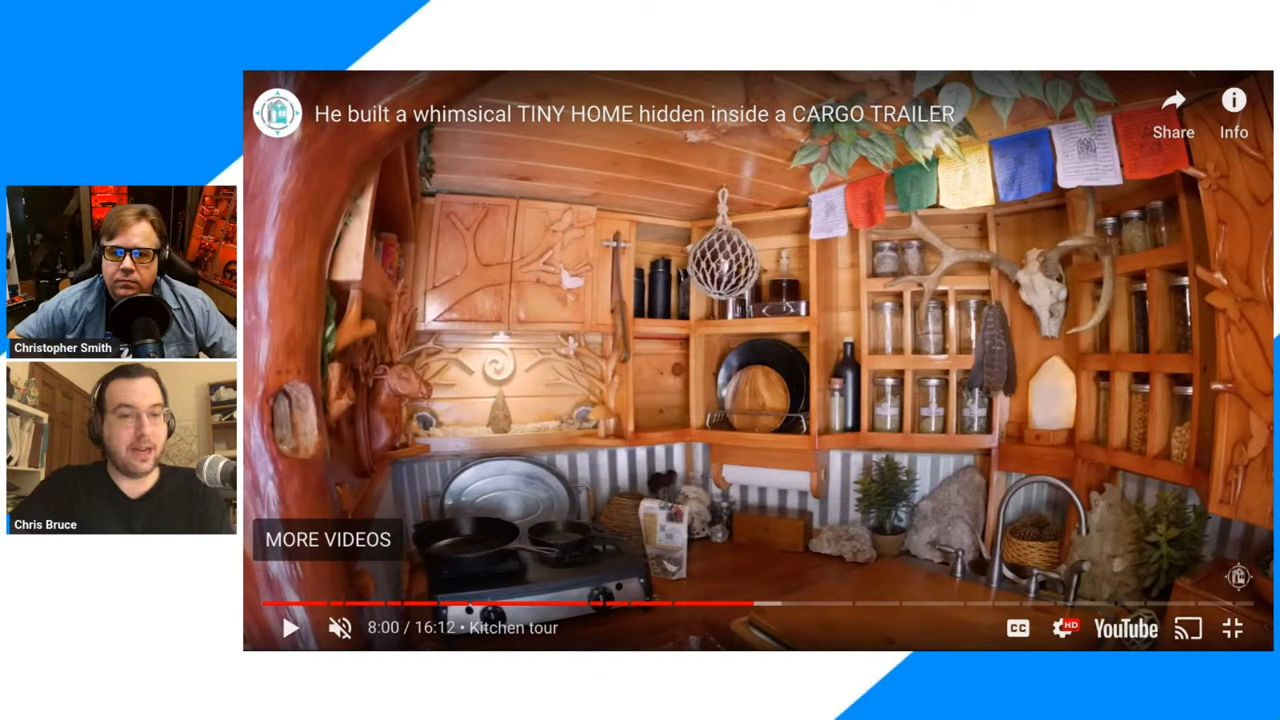 He built a whimsical TINY HOME hidden inside a CARGO TRAILER
Share
Info
Christopher Smith
Chris Bruce
MORE VIDEOS
8:00 / 16:12 • Kitchen tour
CC
HD
YouTube